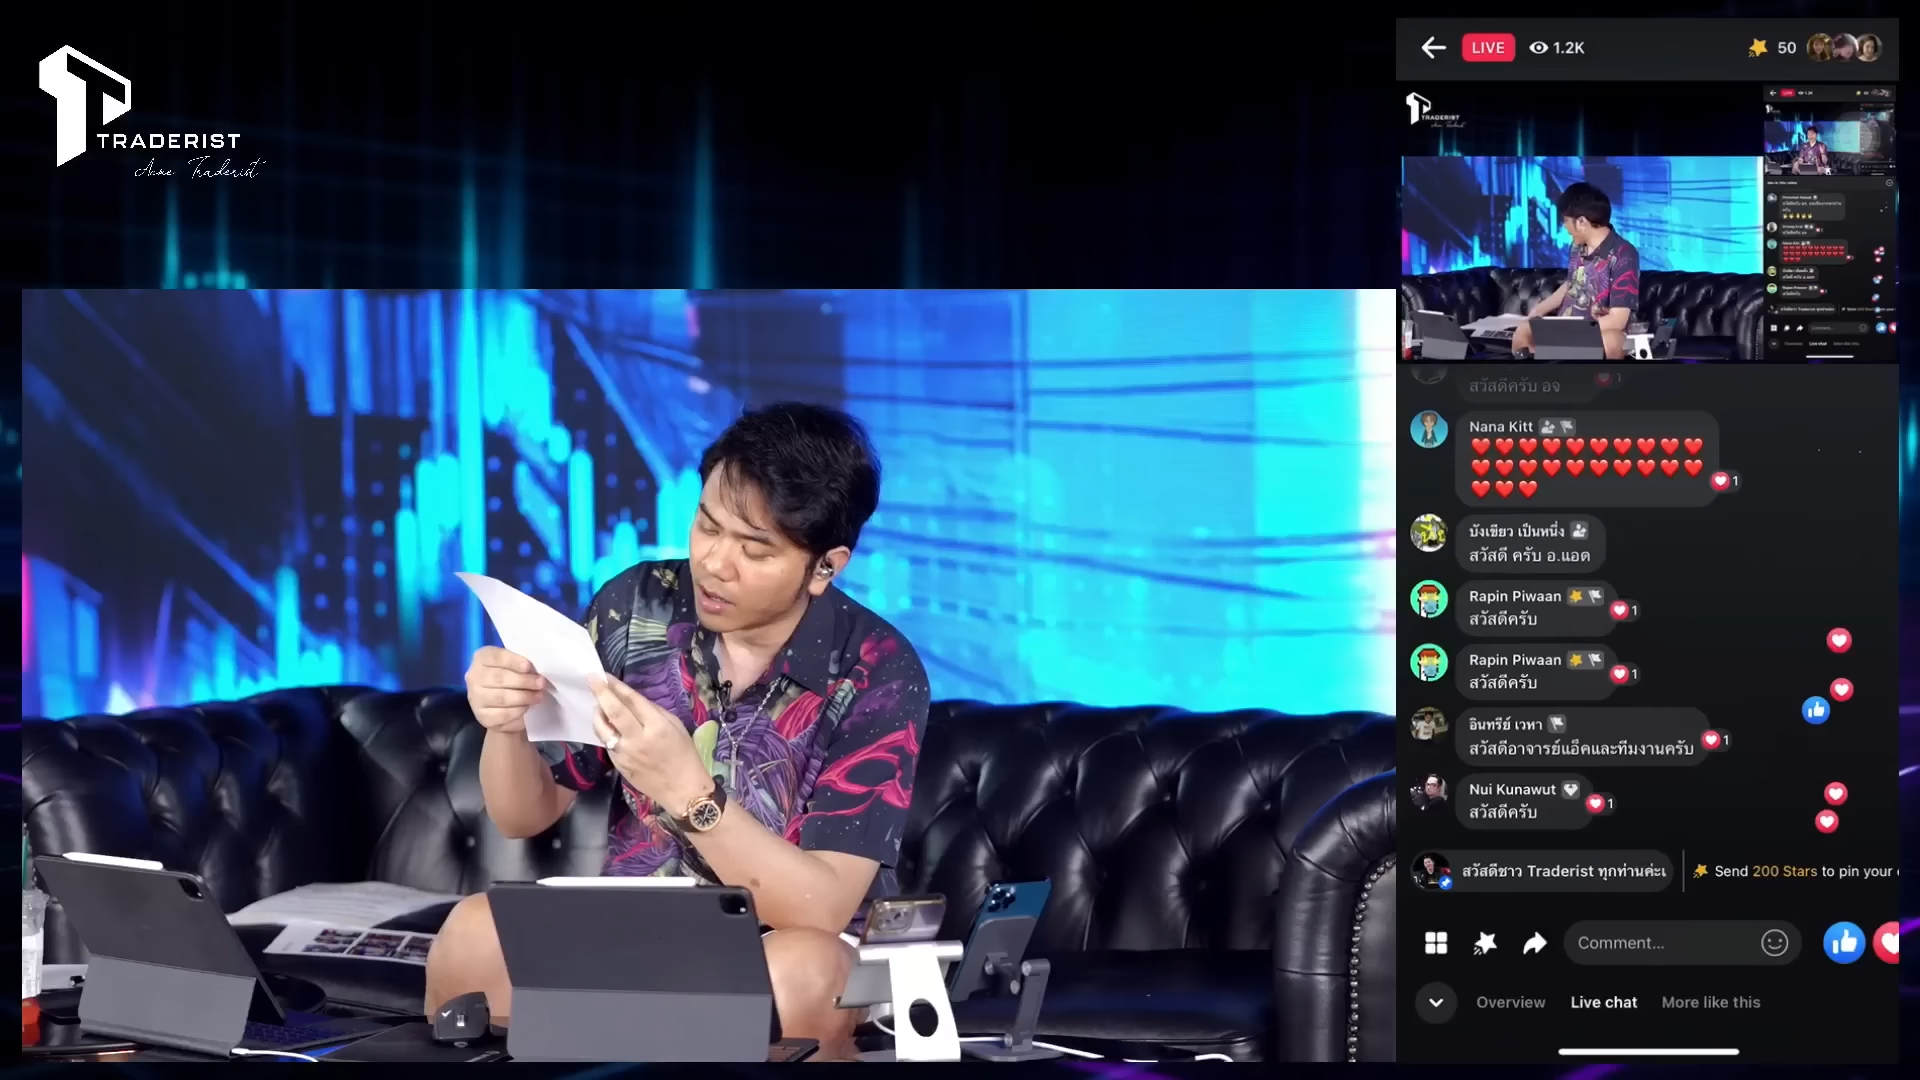 TRADERIST
Acme Traderist
LIVE
1.2K
50
TRADERIST
สวัสดีครับ อจ
1
Nana Kitt
❤️❤️❤️❤️❤️❤️❤️❤️❤️❤️
❤️❤️❤️❤️❤️❤️❤️❤️❤️❤️
❤️❤️❤️
1
บังเขียว เป็นหนึ่ง
สวัสดี ครับ อ.แอด
Rapin Piwaan
สวัสดีครับ
1
Rapin Piwaan
สวัสดีครับ
1
อินทรีย์ เวหา
สวัสดีอาจารย์แอ็คและทีมงานครับ
1
Nui Kunawut
สวัสดีครับ
1
สวัสดีชาว Traderist ทุกท่านค่ะ
Send 200 Stars to pin your
Comment...
Overview
Live chat
More like this